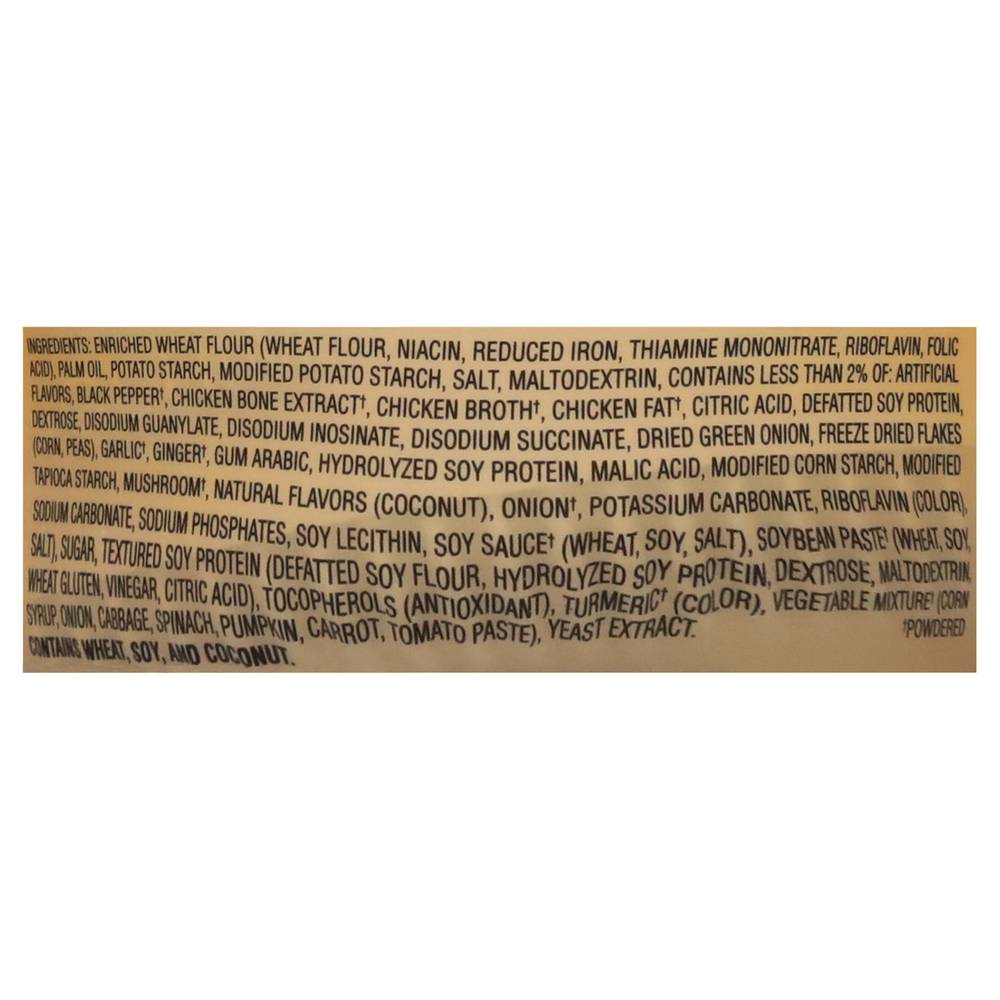 INGREDIENTS: ENRICHED WHEAT FLOUR (WHEAT FLOUR, NIACIN, REDUCED IRON, THIAMINE MONONITRATE, RIBOFLAVIN, FOLIC
ACID), PALM OIL, POTATO STARCH, MODIFIED POTATO STARCH, SALT, MALTODEXTRIN, CONTAINS LESS THAN 2% OF: ARTIFICIAL
FLAVORS, BLACK PEPPER†, CHICKEN BONE EXTRACT†, CHICKEN BROTH†, CHICKEN FAT†, CITRIC ACID, DEFATTED SOY PROTEIN,
DEXTROSE, DISODIUM GUANYLATE, DISODIUM INOSINATE, DISODIUM SUCCINATE, DRIED GREEN ONION, FREEZE DRIED FLAKES
(CORN, PEAS), GARLIC†, GINGER†, GUM ARABIC, HYDROLYZED SOY PROTEIN, MALIC ACID, MODIFIED CORN STARCH, MODIFIED
TAPIOCA STARCH, MUSHROOM†, NATURAL FLAVORS (COCONUT), ONION†, POTASSIUM CARBONATE, RIBOFLAVIN (COLOR),
SODIUM CARBONATE, SODIUM PHOSPHATES, SOY LECITHIN, SOY SAUCE† (WHEAT, SOY, SALT), SOYBEAN PASTE† (WHEAT, SOY,
SALT), SUGAR, TEXTURED SOY PROTEIN (DEFATTED SOY FLOUR, HYDROLYZED SOY PROTEIN, DEXTROSE, MALTODEXTRIN,
WHEAT GLUTEN, VINEGAR, CITRIC ACID), TOCOPHEROLS (ANTIOXIDANT), TURMERIC† (COLOR), VEGETABLE MIXTURE† (CORN
SYRUP, ONION, CABBAGE, SPINACH, PUMPKIN, CARROT, TOMATO PASTE), YEAST EXTRACT. †POWDERED
CONTAINS WHEAT, SOY, AND COCONUT.